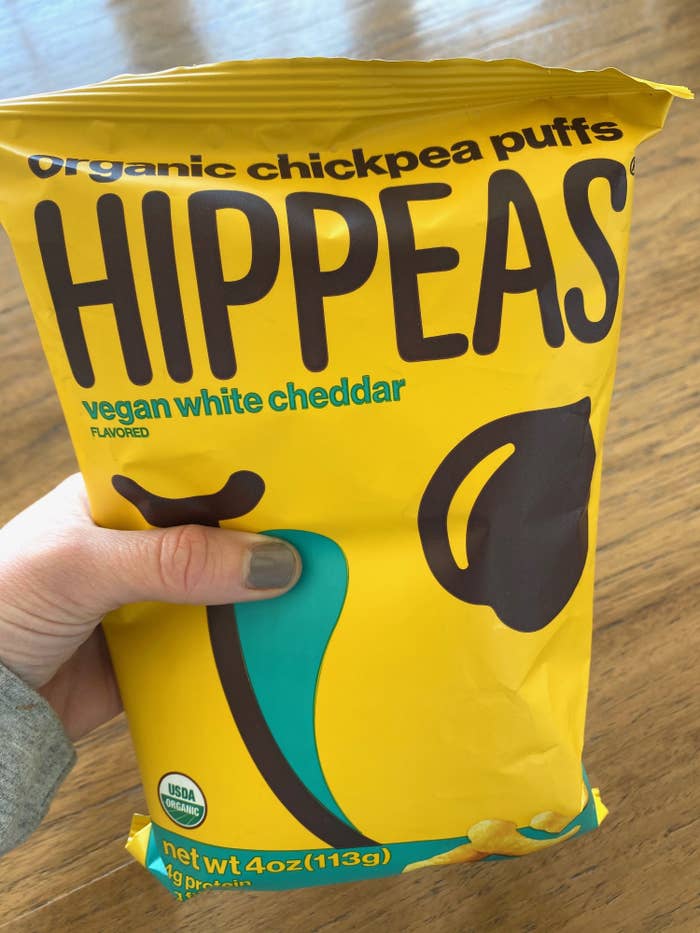 organic chickpea puffs
HIPPEAS®
vegan white cheddar
FLAVORED
USDA
ORGANIC
net wt 4oz(113g)
4g protein